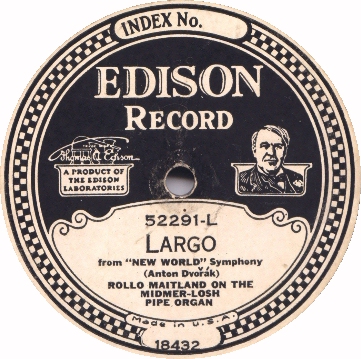 INDEX No.
EDISON
RECORD
TRADE MARK
Thomas A Edison
A PRODUCT OF
THE EDISON
LABORATORIES
52291-L
LARGO
from "NEW WORLD" Symphony
(Anton Dvořák)
ROLLO MAITLAND ON THE
MIDMER-LOSH
PIPE ORGAN
Made in U.S.A.
18432